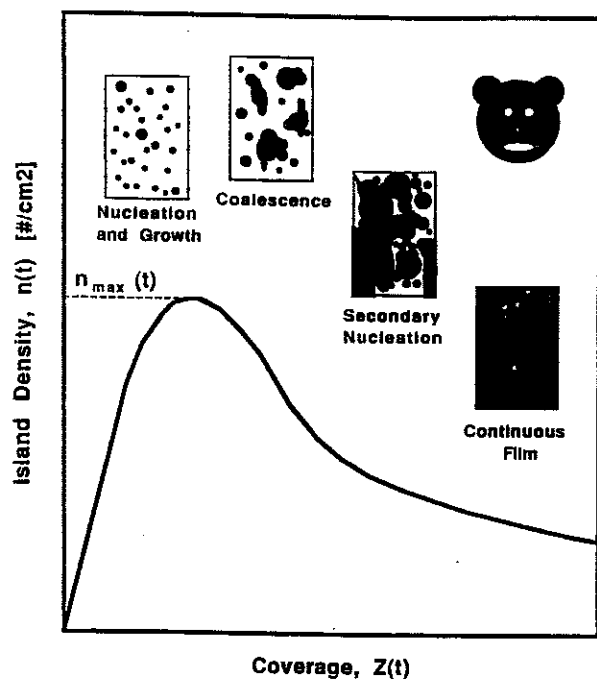 Nucleation
and Growth
Coalescence
Secondary
Nucleation
Continuous
Film
n max (t)
Island Density, n(t) [#/cm2]
Coverage, Z(t)